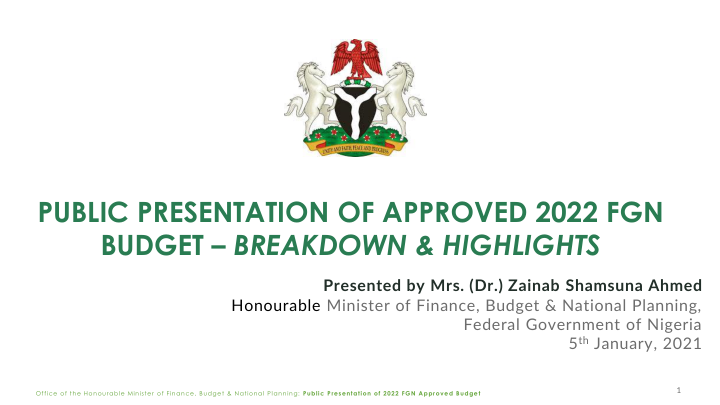 UNITY AND FAITH, PEACE AND PROGRESS
PUBLIC PRESENTATION OF APPROVED 2022 FGN
BUDGET – BREAKDOWN & HIGHLIGHTS
Presented by Mrs. (Dr.) Zainab Shamsuna Ahmed
Honourable Minister of Finance, Budget & National Planning,
Federal Government of Nigeria
5th January, 2021
Office of the Honourable Minister of Finance, Budget & National Planning: Public Presentation of 2022 FGN Approved Budget
1